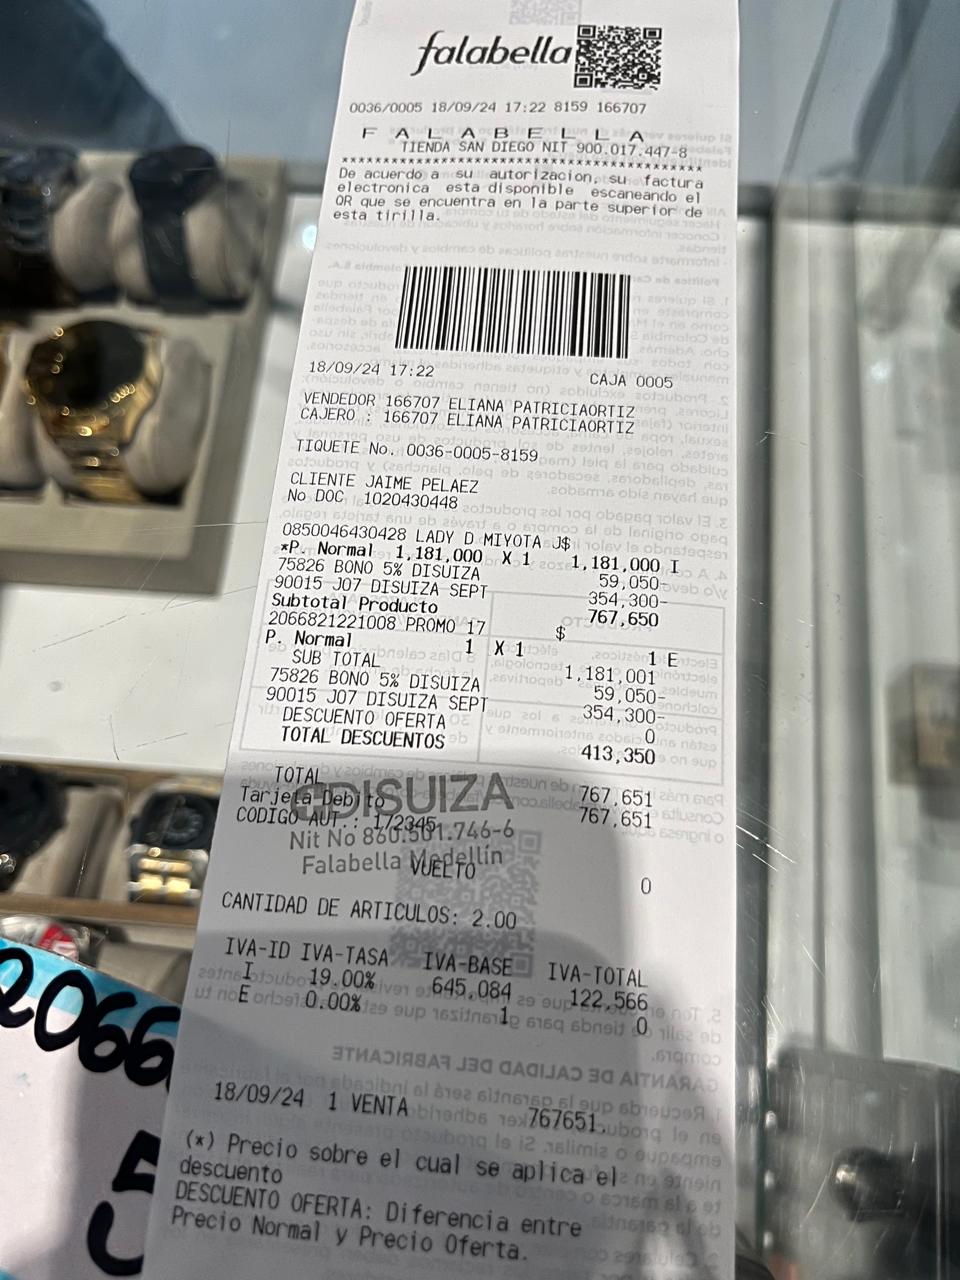 falabella
0036/0005 18/09/24 17:22 8159 166707
F A L A B E L L A
TIENDA SAN DIEGO NIT 900.017.447-8
******************************************
De acuerdo a su autorizacion, su factura
electronica esta disponible escaneando el
QR que se encuentra en la parte superior de
esta tirilla.
18/09/24 17:22 CAJA 0005
VENDEDOR 166707 ELIANA PATRICIAORTIZ
CAJERO : 166707 ELIANA PATRICIAORTIZ
TIQUETE No. 0036-0005-8159
CLIENTE JAIME PELAEZ
No DOC 1020430448
0850046430428 LADY D MIYOTA J$
*P. Normal 1,181,000 X 1 1,181,000 I
75826 BONO 5% DISUIZA 59,050-
90015 J07 DISUIZA SEPT 354,300-
Subtotal Producto 767,650
2066821221008 PROMO 17 $
P. Normal 1 X 1 1 E
SUB TOTAL 1,181,001
75826 BONO 5% DISUIZA 59,050-
90015 J07 DISUIZA SEPT 354,300-
DESCUENTO OFERTA 0
TOTAL DESCUENTOS 413,350
TOTAL 767,651
Tarjeta Debito 767,651
CODIGO AUT.: 172345
DISUIZA
Nit No 860.501.746-6
Falabella Medellín
VUELTO 0
CANTIDAD DE ARTICULOS: 2.00
IVA-ID IVA-TASA IVA-BASE IVA-TOTAL
I 19.00% 645,084 122,566
E 0.00% 1 0
18/09/24 1 VENTA 767651.
(*) Precio sobre el cual se aplica el
descuento
DESCUENTO OFERTA: Diferencia entre
Precio Normal y Precio Oferta.
2066
5